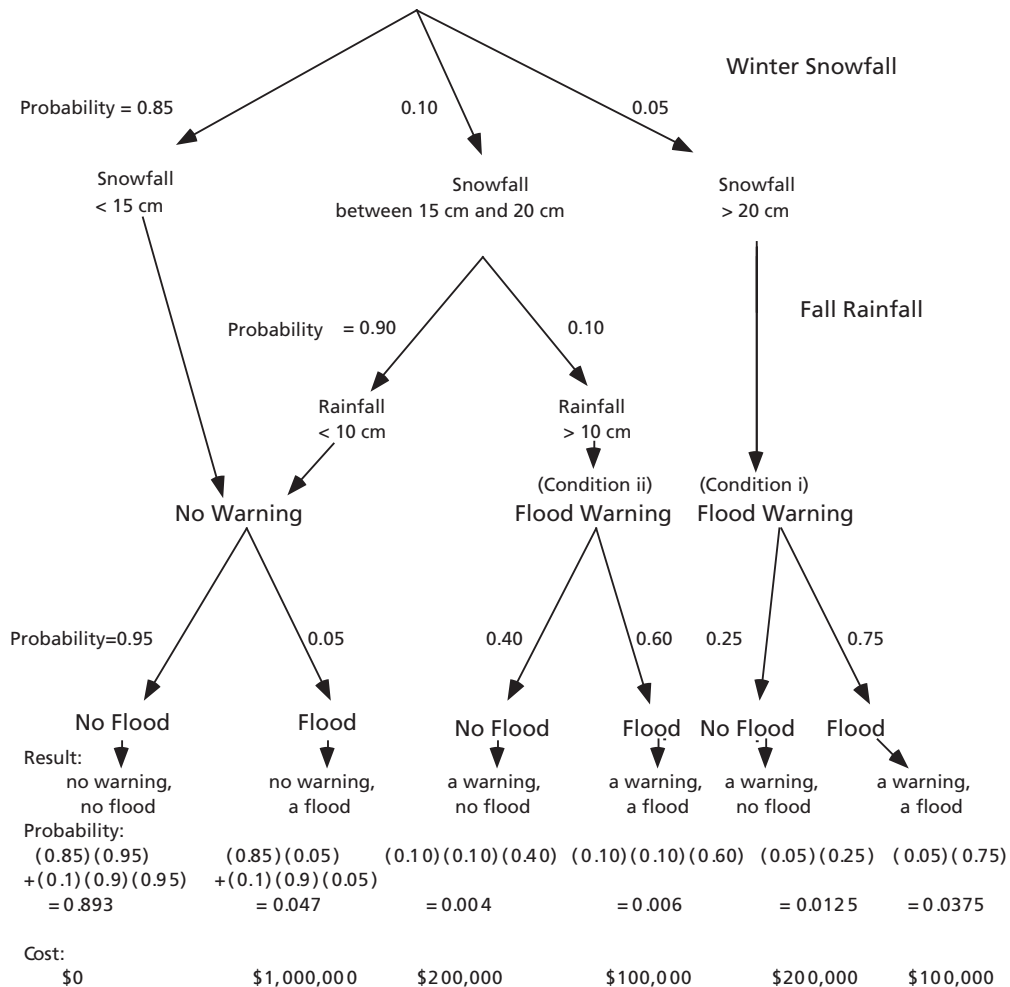 Winter Snowfall
Probability = 0.85
0.10
0.05
Snowfall
< 15 cm
Snowfall
between 15 cm and 20 cm
Snowfall
> 20 cm
Fall Rainfall
Probability = 0.90
0.10
Rainfall
< 10 cm
Rainfall
> 10 cm
No Warning
(Condition ii)
Flood Warning
(Condition i)
Flood Warning
Probability=0.95
0.05
0.40
0.60
0.25
0.75
No Flood
Flood
No Flood
Flood
No Flood
Flood
Result:
no warning,
no flood
no warning,
a flood
a warning,
no flood
a warning,
a flood
a warning,
no flood
a warning,
a flood
Probability:
(0.85)(0.95)
+(0.1)(0.9)(0.95)
=0.893
(0.85)(0.05)
+(0.1)(0.9)(0.05)
=0.047
(0.10)(0.10)(0.40)
=0.004
(0.10)(0.10)(0.60)
=0.006
(0.05)(0.25)
=0.0125
(0.05)(0.75)
=0.0375
Cost:
$0
$1,000,000
$200,000
$100,000
$200,000
$100,000